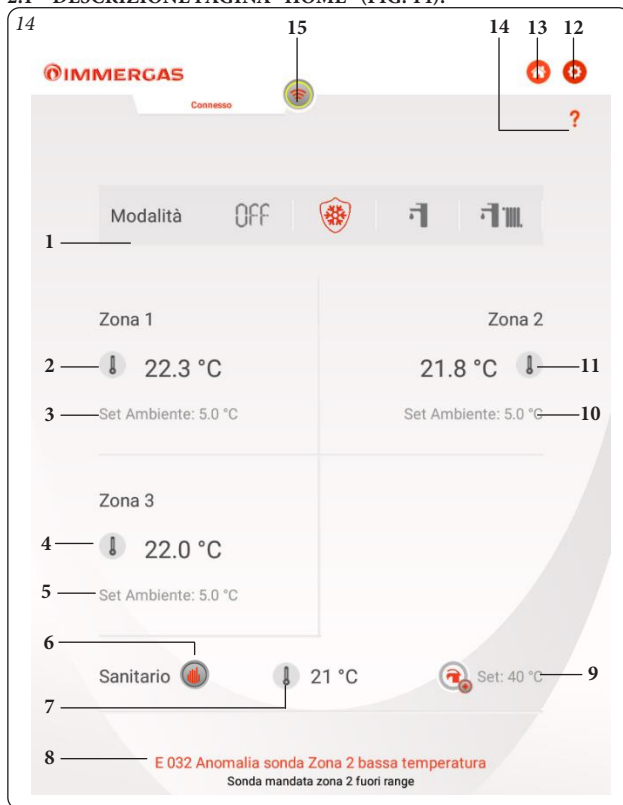 2.1 DESCRIZIONE PAGINA "HOME" (FIG. 14).
14
15 14 13 12
IMMERGAS
Connesso
?
Modalità OFF
1
Zona 1 Zona 2
2 22.3 °C 21.8 °C 11
3 Set Ambiente: 5.0 °C Set Ambiente: 5.0 °C 10
Zona 3
4 22.0 °C
5 Set Ambiente: 5.0 °C
6
Sanitario 21 °C Set: 40 °C 9
7
8 E 032 Anomalia sonda Zona 2 bassa temperatura
Sonda mandata zona 2 fuori range